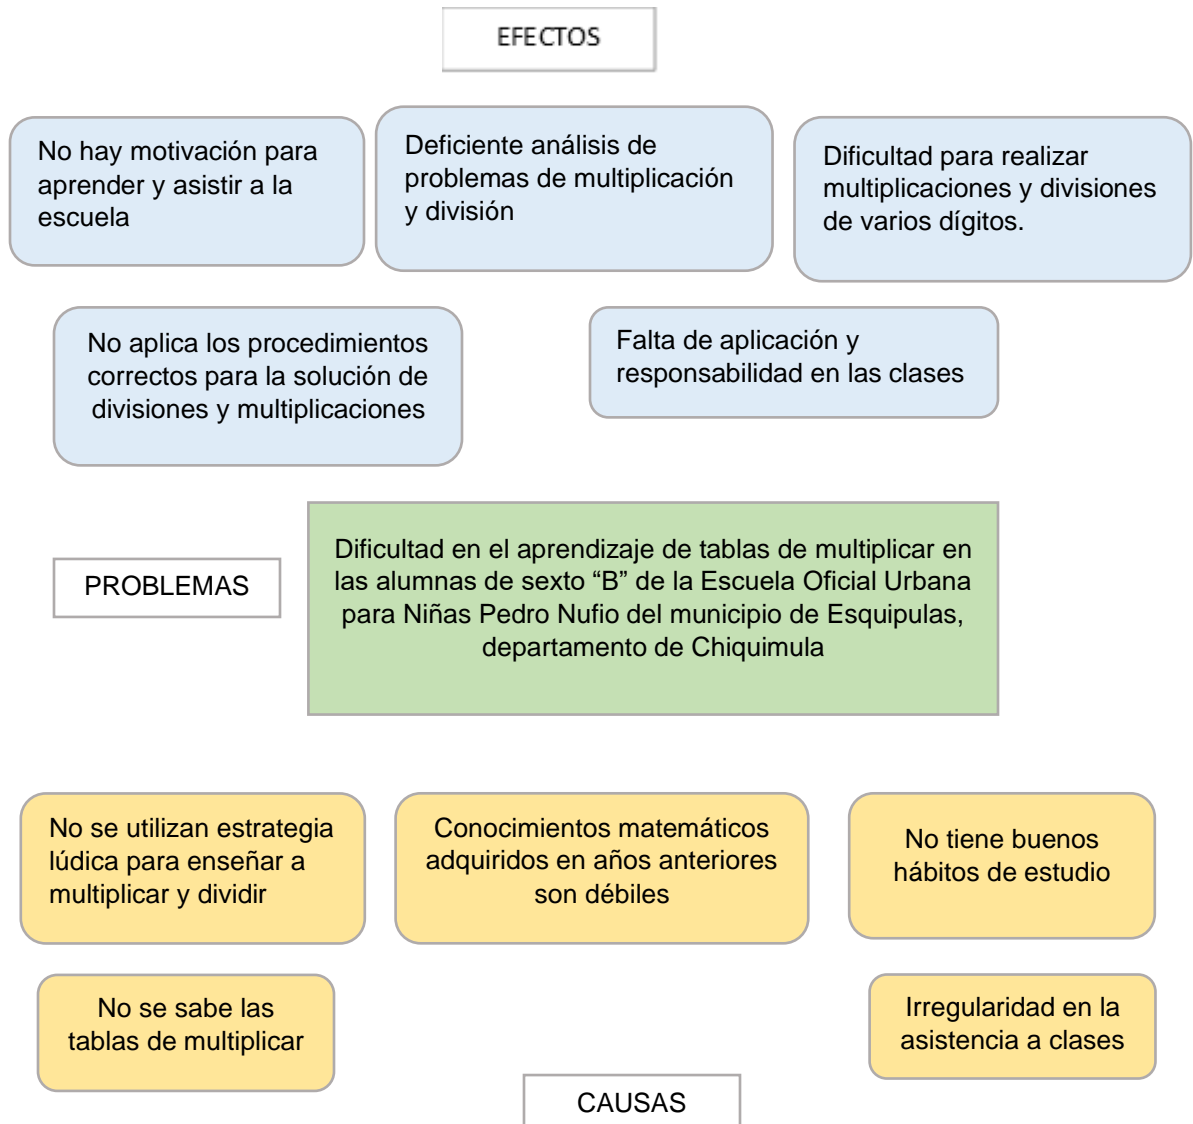 EFECTOS
No hay motivación para
aprender y asistir a la
escuela
Deficiente análisis de
problemas de multiplicación
y división
Dificultad para realizar
multiplicaciones y divisiones
de varios dígitos.
No aplica los procedimientos
correctos para la solución de
divisiones y multiplicaciones
Falta de aplicación y
responsabilidad en las clases
PROBLEMAS
Dificultad en el aprendizaje de tablas de multiplicar en
las alumnas de sexto “B” de la Escuela Oficial Urbana
para Niñas Pedro Nufio del municipio de Esquipulas,
departamento de Chiquimula
No se utilizan estrategia
lúdica para enseñar a
multiplicar y dividir
Conocimientos matemáticos
adquiridos en años anteriores
son débiles
No tiene buenos
hábitos de estudio
No se sabe las
tablas de multiplicar
Irregularidad en la
asistencia a clases
CAUSAS